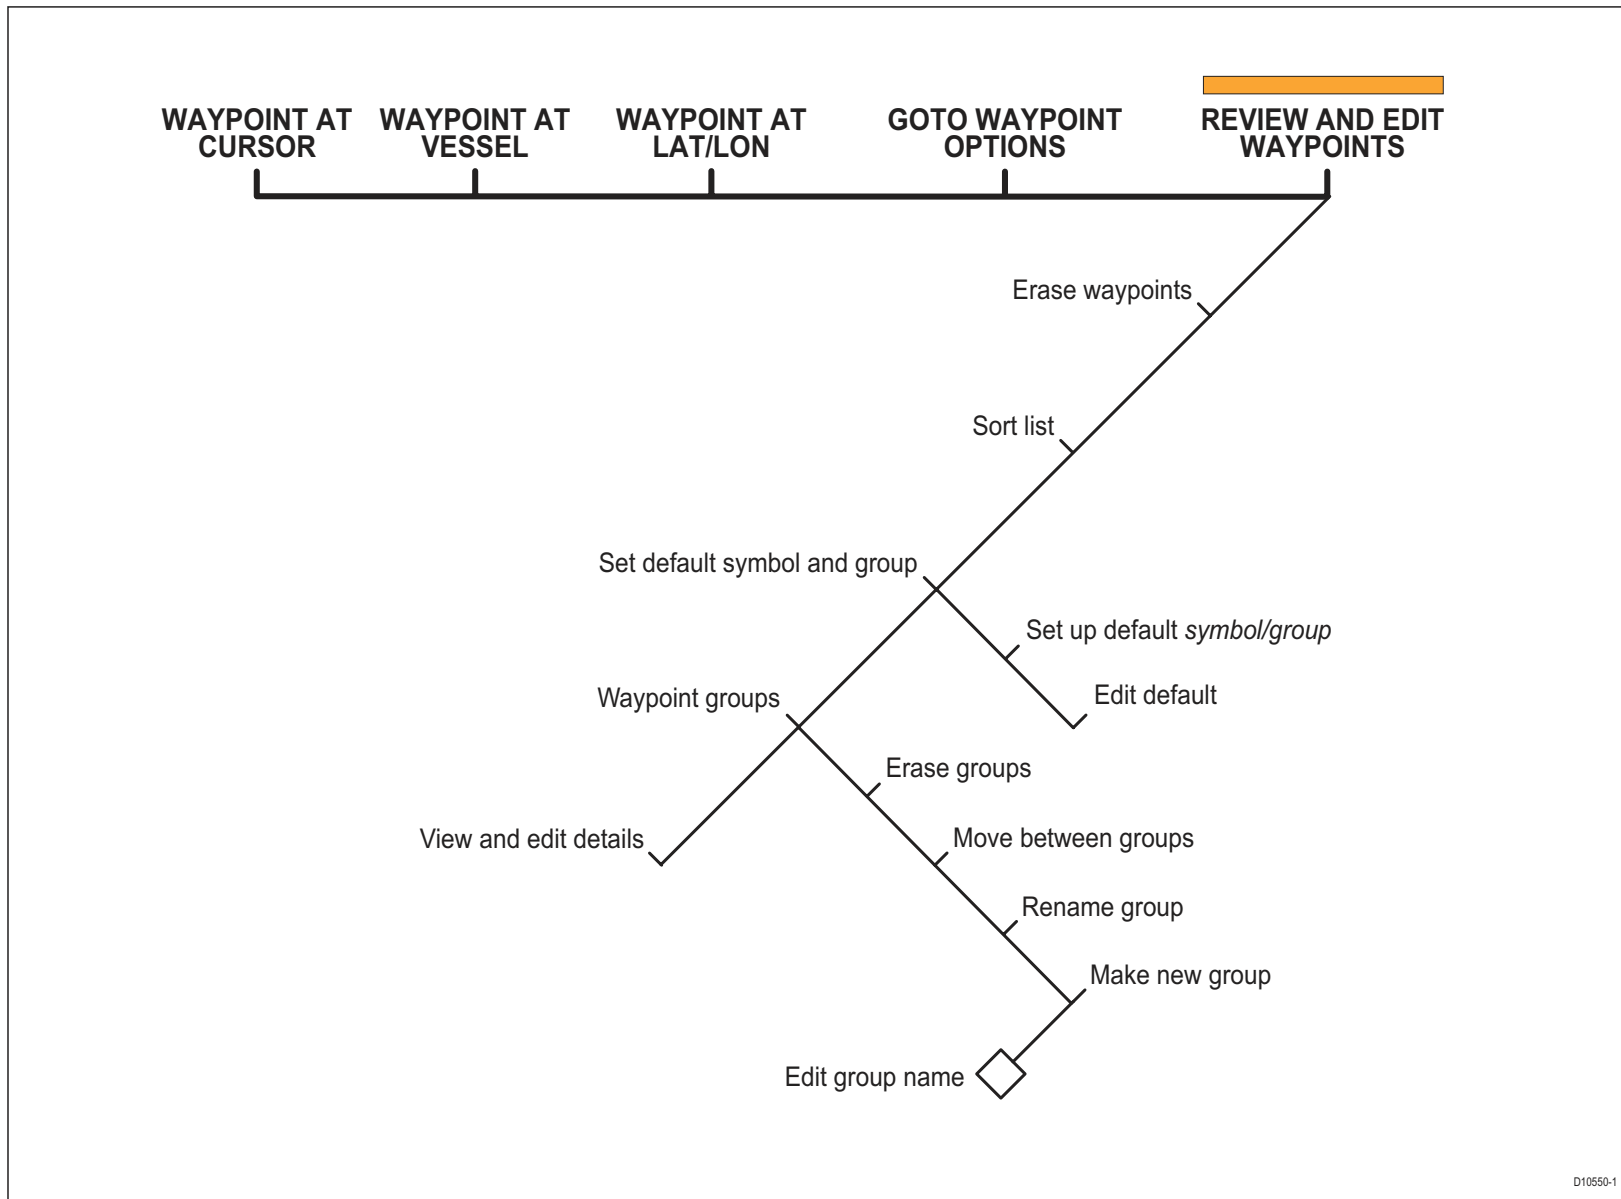 WAYPOINT AT
CURSOR
WAYPOINT AT
VESSEL
WAYPOINT AT
LAT/LON
GOTO WAYPOINT
OPTIONS
REVIEW AND EDIT
WAYPOINTS
Erase waypoints
Sort list
Set default symbol and group
Set up default symbol/group
Edit default
Waypoint groups
Erase groups
View and edit details
Move between groups
Rename group
Make new group
Edit group name
D10550-1